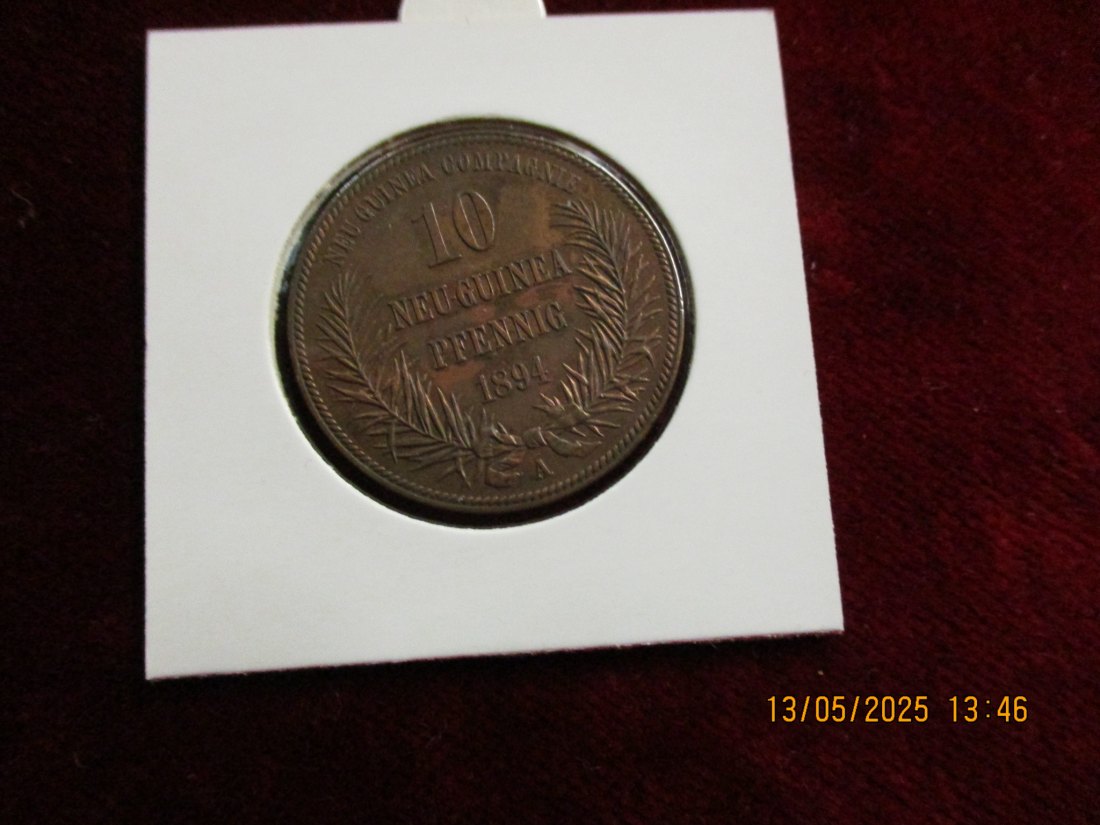 NEU GUINEA COMPAGNIE
10
NEU-GUINEA
PFENNIG
1894
A
13/05/2025 13:46